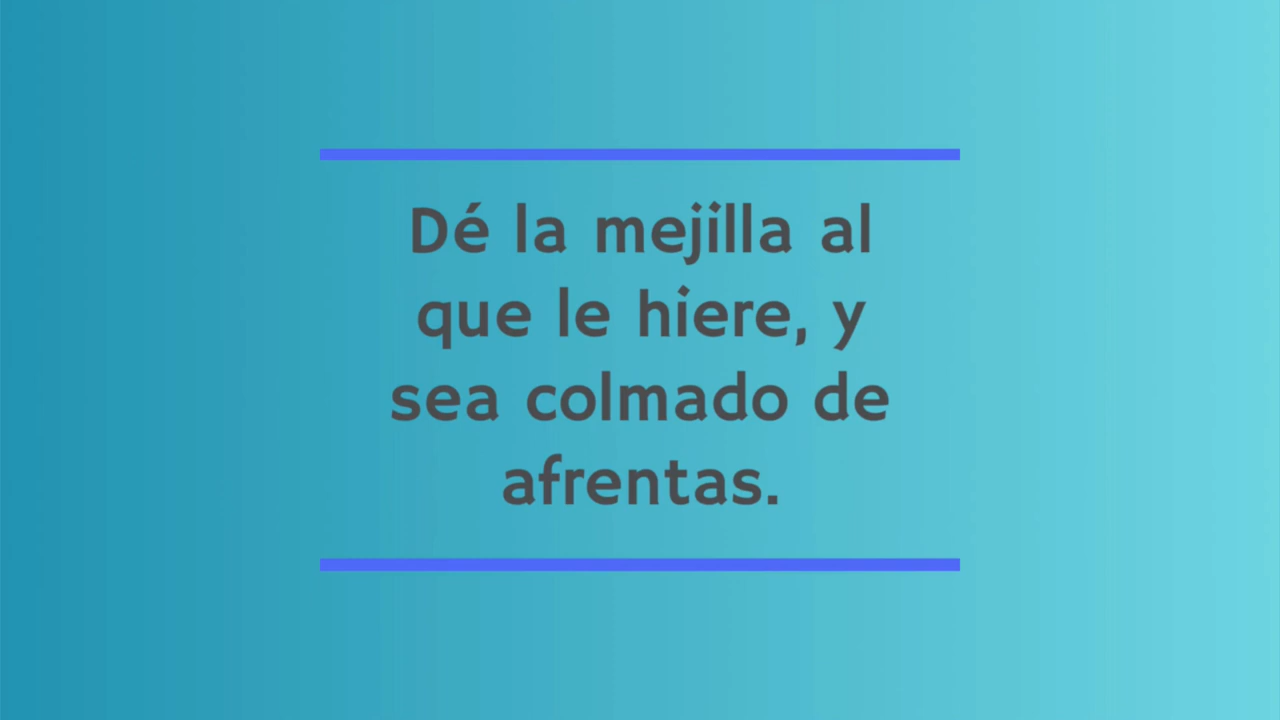 Dé la mejilla al
que le hiere, y
sea colmado de
afrentas.